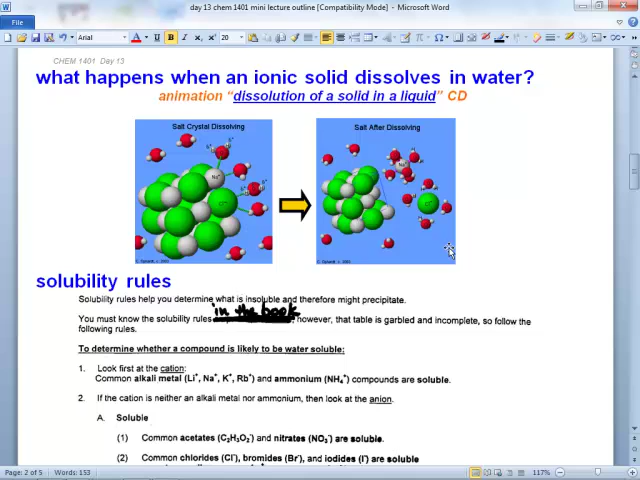 day 13 chem 1401 mini lecture outline [Compatibility Mode] - Microsoft Word
File
Arial
20
CHEM 1401 Day 13
what happens when an ionic solid dissolves in water?
animation “dissolution of a solid in a liquid” CD
Salt Crystal Dissolving
Salt After Dissolving
solubility rules
Solubility rules help you determine what is insoluble and therefore might precipitate.
in the book
You must know the solubility rules , however, that table is garbled and incomplete, so follow the
following rules.
To determine whether a compound is likely to be water soluble:
1. Look first at the cation:
Common alkali metal (Li⁺, Na⁺, K⁺, Rb⁺) and ammonium (NH₄⁺) compounds are soluble.
2. If the cation is neither an alkali metal nor ammonium, then look at the anion.
A. Soluble
(1) Common acetates (C₂H₃O₂⁻) and nitrates (NO₃⁻) are soluble.
(2) Common chlorides (Cl⁻), bromides (Br⁻), and iodides (I⁻) are soluble
Page: 2 of 5 Words: 153 117%